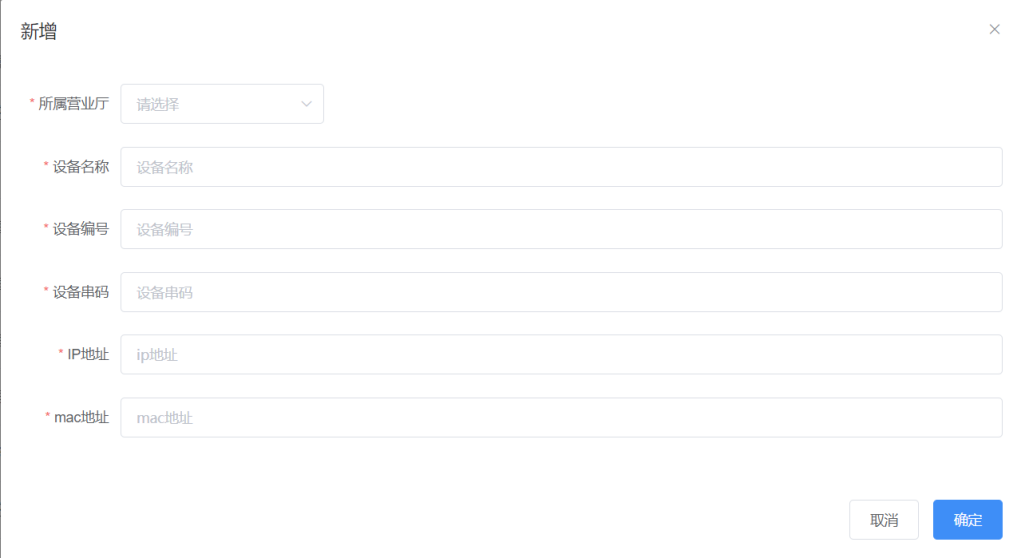 新增
* 所属营业厅 请选择
* 设备名称 设备名称
* 设备编号 设备编号
* 设备串码 设备串码
* IP地址 ip地址
* mac地址 mac地址
取消 确定